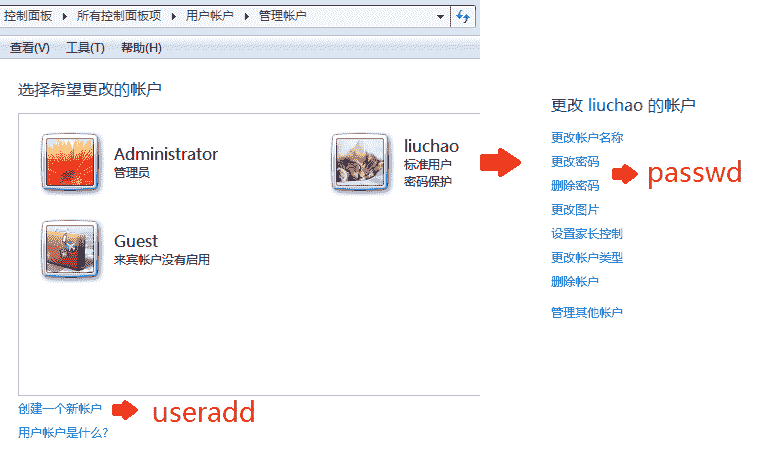 控制面板 ▸ 所有控制面板项 ▸ 用户帐户 ▸ 管理帐户
查看(V) 工具(T) 帮助(H)
选择希望更改的帐户
Administrator
管理员
liuchao
标准用户
密码保护
Guest
来宾帐户没有启用
创建一个新帐户
useradd
用户帐户是什么?
更改 liuchao 的帐户
更改帐户名称
更改密码
passwd
删除密码
更改图片
设置家长控制
更改帐户类型
删除帐户
管理其他帐户